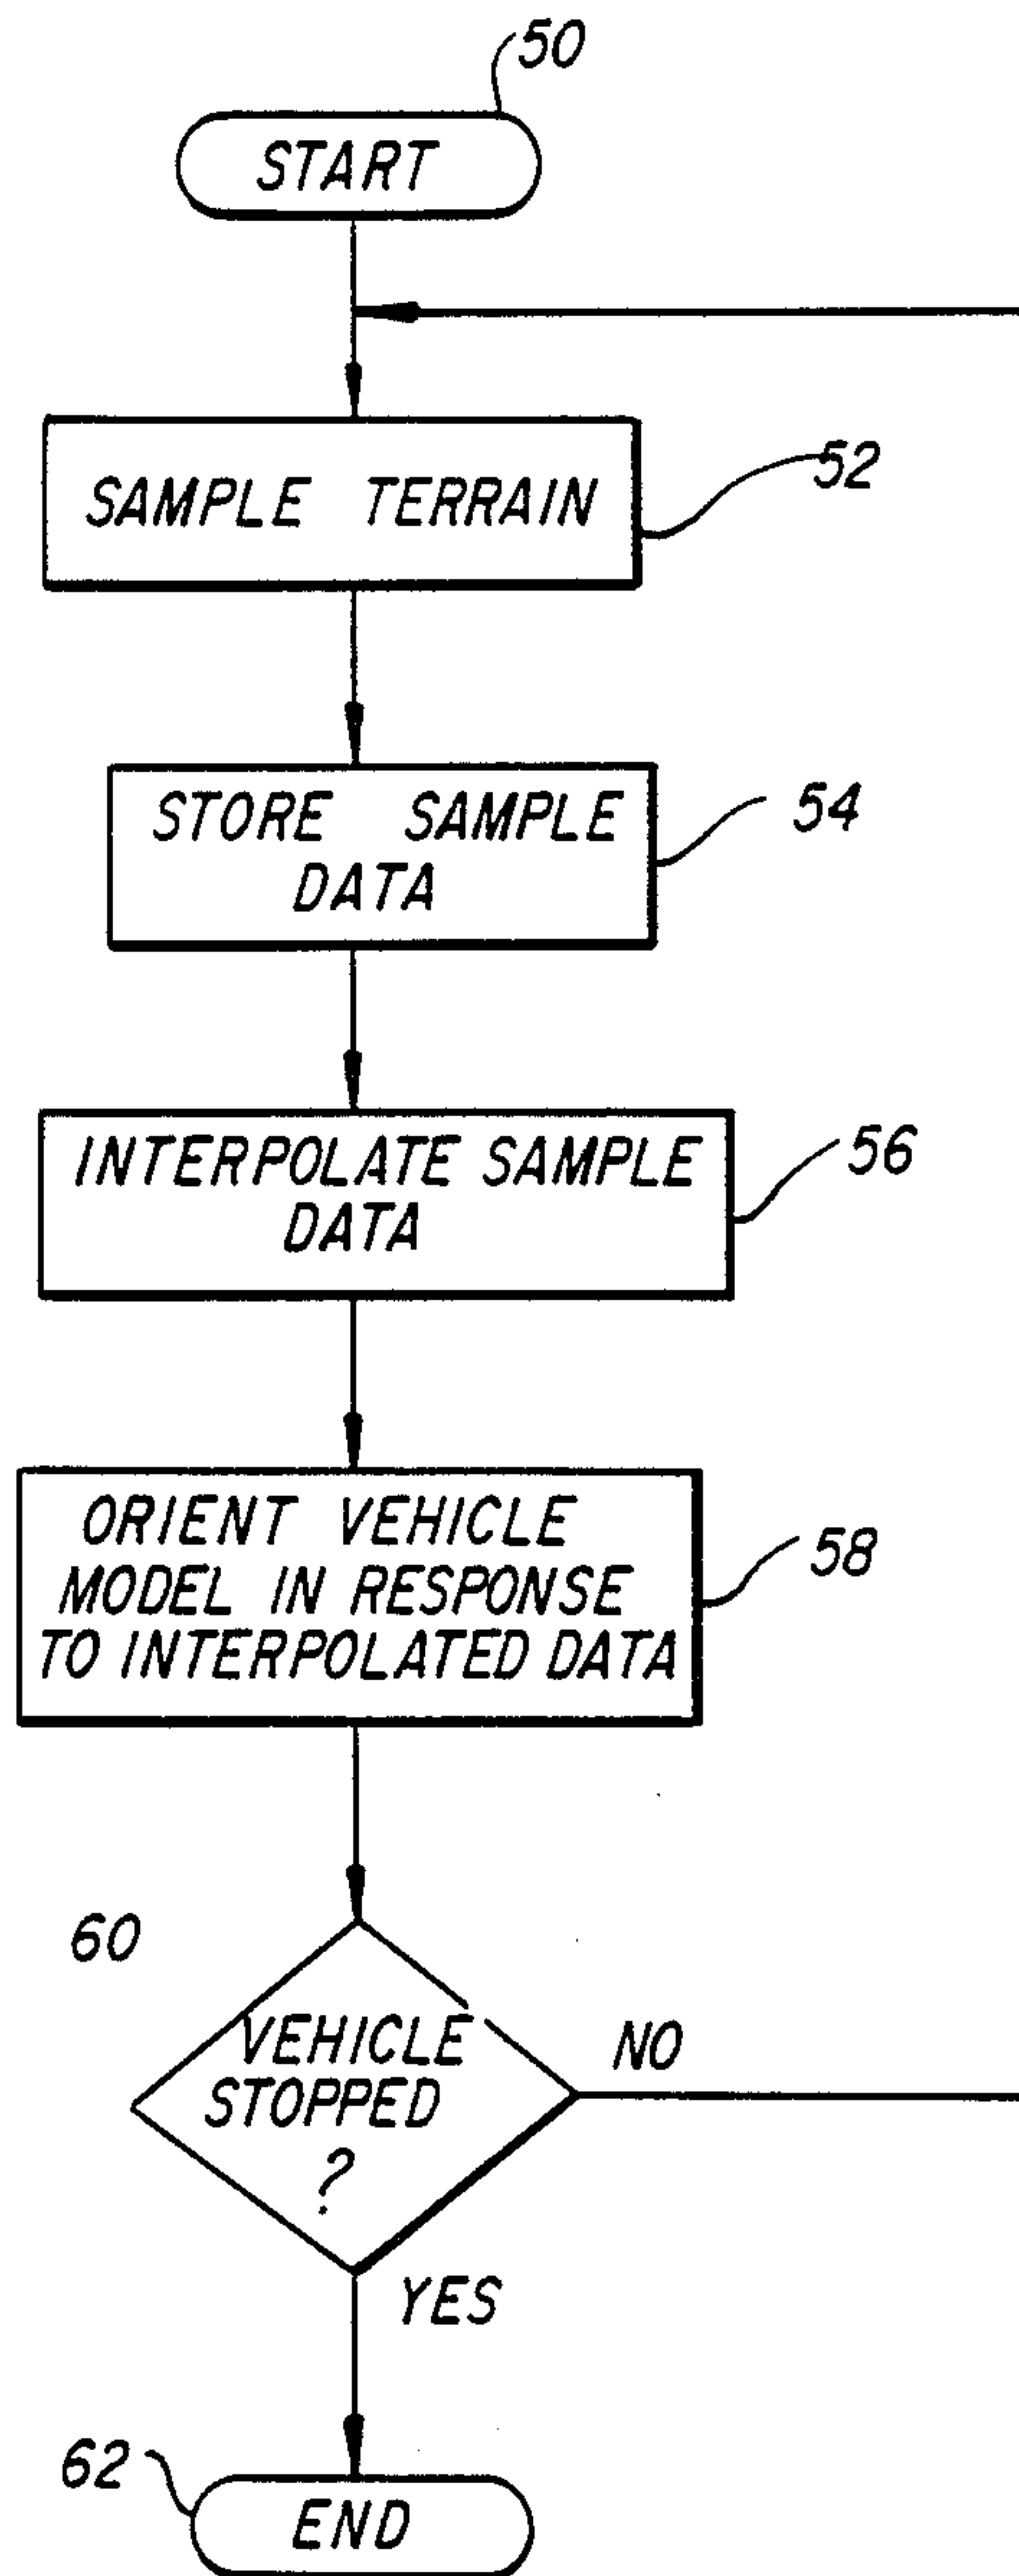 50
START
SAMPLE TERRAIN
52
STORE SAMPLE
DATA
54
INTERPOLATE SAMPLE
DATA
56
ORIENT VEHICLE
MODEL IN RESPONSE
TO INTERPOLATED DATA
58
60
VEHICLE
STOPPED
?
NO
YES
62
END